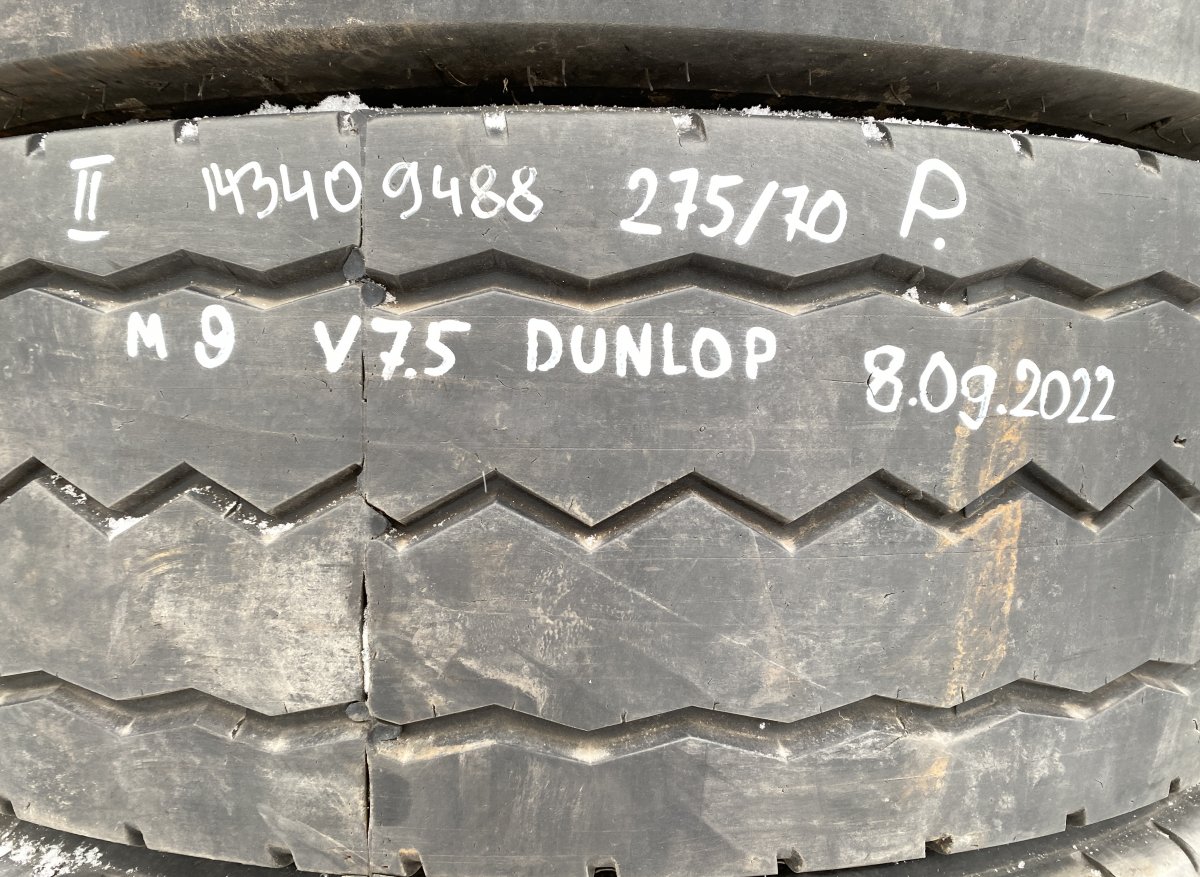 II 14340 9488 275/70 P.
M 9 V7.5 DUNLOP 8.09.2022